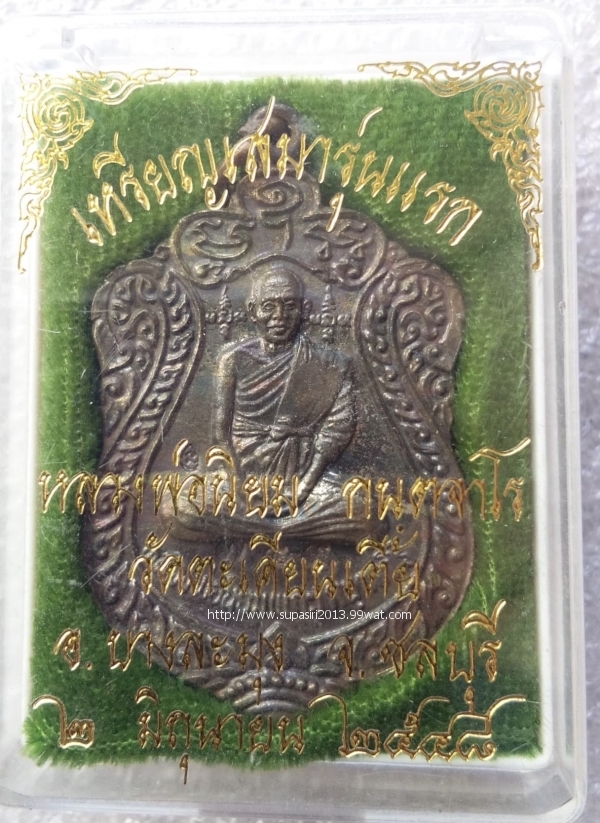 เหรียญเสมารุ่นแรก
หลวงพ่อนิยม กนตจาโร
วัดตะเคียนเตี้ย
http://www.supasiri2013.99wat.com/
อ.บางละมุง จ.ชลบุรี
๒ มิถุนายน ๒๕๔๘